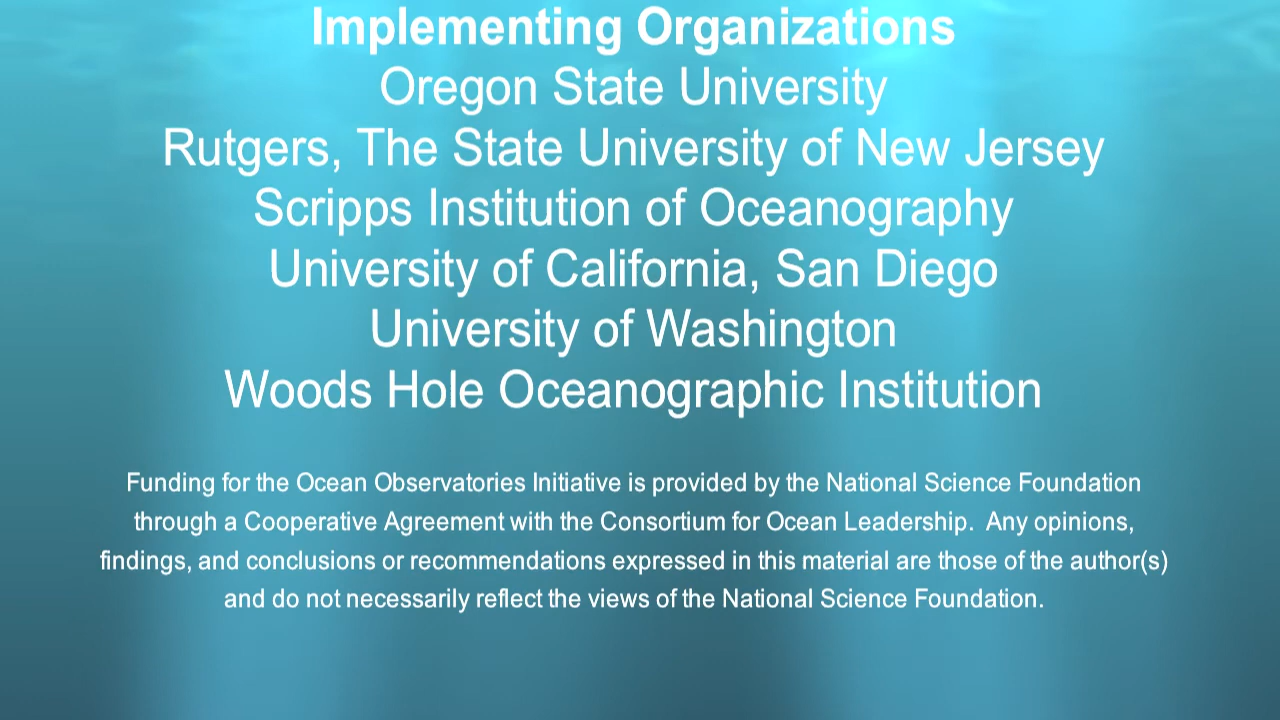 Implementing Organizations
Oregon State University
Rutgers, The State University of New Jersey
Scripps Institution of Oceanography
University of California, San Diego
University of Washington
Woods Hole Oceanographic Institution
Funding for the Ocean Observatories Initiative is provided by the National Science Foundation
through a Cooperative Agreement with the Consortium for Ocean Leadership.  Any opinions,
findings, and conclusions or recommendations expressed in this material are those of the author(s)
and do not necessarily reflect the views of the National Science Foundation.